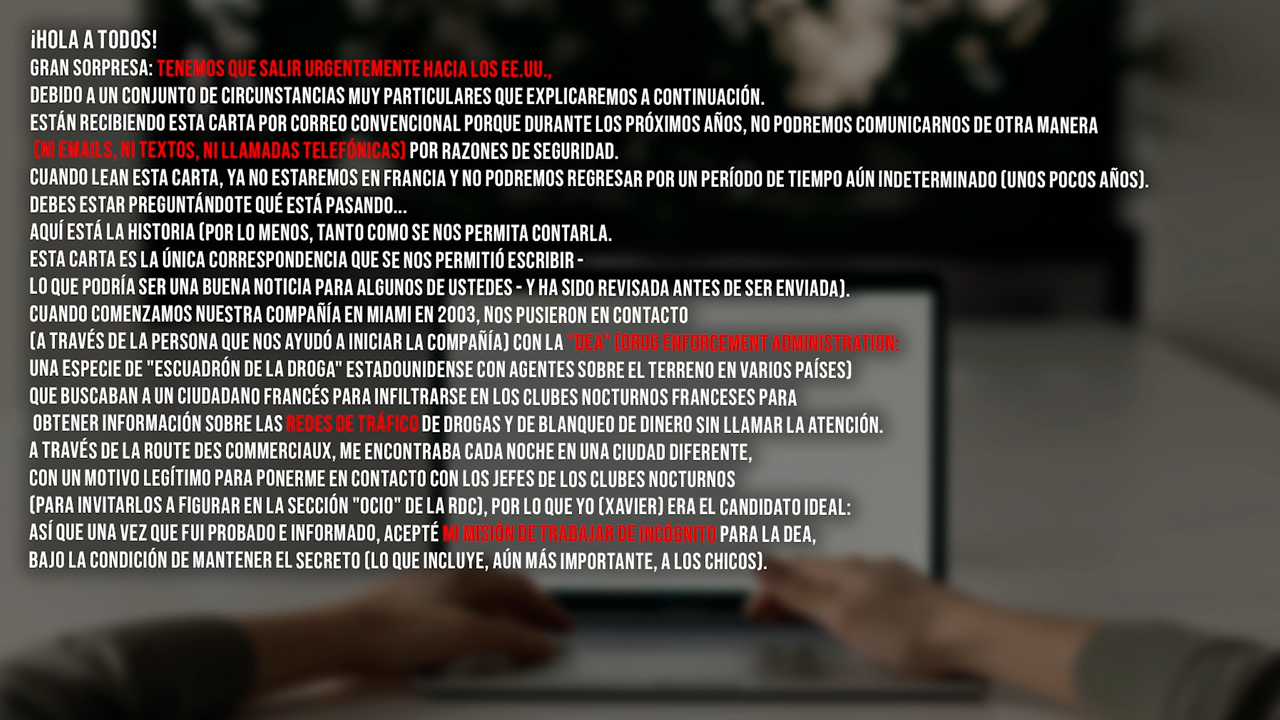 ¡HOLA A TODOS!
GRAN SORPRESA: TENEMOS QUE SALIR URGENTEMENTE HACIA LOS EE.UU.,
DEBIDO A UN CONJUNTO DE CIRCUNSTANCIAS MUY PARTICULARES QUE EXPLICAREMOS A CONTINUACIÓN.
ESTÁN RECIBIENDO ESTA CARTA POR CORREO CONVENCIONAL PORQUE DURANTE LOS PRÓXIMOS AÑOS, NO PODREMOS COMUNICARNOS DE OTRA MANERA
(NI EMAILS, NI TEXTOS, NI LLAMADAS TELEFÓNICAS) POR RAZONES DE SEGURIDAD.
CUANDO LEAN ESTA CARTA, YA NO ESTAREMOS EN FRANCIA Y NO PODREMOS REGRESAR POR UN PERÍODO DE TIEMPO AÚN INDETERMINADO (UNOS POCOS AÑOS).
DEBES ESTAR PREGUNTÁNDOTE QUÉ ESTÁ PASANDO...
AQUÍ ESTÁ LA HISTORIA (POR LO MENOS, TANTO COMO SE NOS PERMITA CONTARLA.
ESTA CARTA ES LA ÚNICA CORRESPONDENCIA QUE SE NOS PERMITIÓ ESCRIBIR -
LO QUE PODRÍA SER UNA BUENA NOTICIA PARA ALGUNOS DE USTEDES - Y HA SIDO REVISADA ANTES DE SER ENVIADA).
CUANDO COMENZAMOS NUESTRA COMPAÑÍA EN MIAMI EN 2003, NOS PUSIERON EN CONTACTO
(A TRAVÉS DE LA PERSONA QUE NOS AYUDÓ A INICIAR LA COMPAÑÍA) CON LA "DEA" (DRUG ENFORCEMENT ADMINISTRATION:
UNA ESPECIE DE "ESCUADRÓN DE LA DROGA" ESTADOUNIDENSE CON AGENTES SOBRE EL TERRENO EN VARIOS PAÍSES)
QUE BUSCABAN A UN CIUDADANO FRANCÉS PARA INFILTRARSE EN LOS CLUBES NOCTURNOS FRANCESES PARA
OBTENER INFORMACIÓN SOBRE LAS REDES DE TRÁFICO DE DROGAS Y DE BLANQUEO DE DINERO SIN LLAMAR LA ATENCIÓN.
A TRAVÉS DE LA ROUTE DES COMMERCIAUX, ME ENCONTRABA CADA NOCHE EN UNA CIUDAD DIFERENTE,
CON UN MOTIVO LEGÍTIMO PARA PONERME EN CONTACTO CON LOS JEFES DE LOS CLUBES NOCTURNOS
(PARA INVITARLOS A FIGURAR EN LA SECCIÓN "OCIO" DE LA RDC), POR LO QUE YO (XAVIER) ERA EL CANDIDATO IDEAL:
ASÍ QUE UNA VEZ QUE FUI PROBADO E INFORMADO, ACEPTÉ MI MISIÓN DE TRABAJAR DE INCÓGNITO PARA LA DEA,
BAJO LA CONDICIÓN DE MANTENER EL SECRETO (LO QUE INCLUYE, AÚN MÁS IMPORTANTE, A LOS CHICOS).